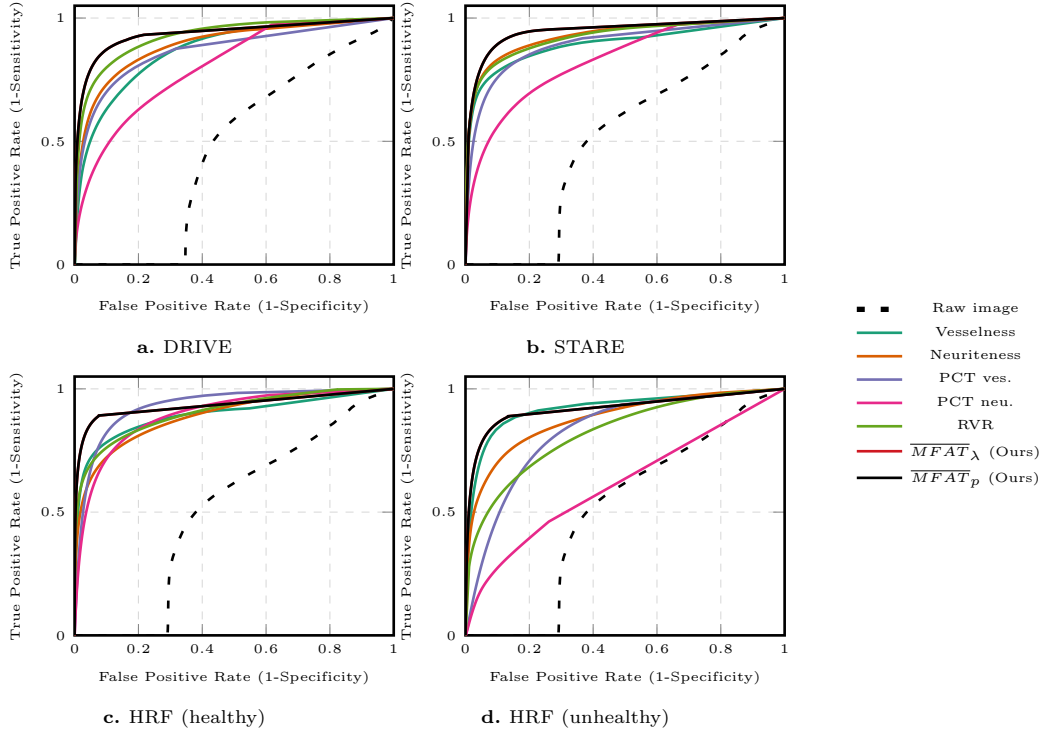 True Positive Rate (1-Sensitivity)
1
0.5
0
0 0.2 0.4 0.6 0.8 1
False Positive Rate (1-Specificity)
a. DRIVE
True Positive Rate (1-Sensitivity)
1
0.5
0
0 0.2 0.4 0.6 0.8 1
False Positive Rate (1-Specificity)
b. STARE
Raw image
Vesselness
Neuriteness
PCT ves.
PCT neu.
RVR
MFAT λ (Ours)
MFAT p (Ours)
True Positive Rate (1-Sensitivity)
1
0.5
0
0 0.2 0.4 0.6 0.8 1
False Positive Rate (1-Specificity)
c. HRF (healthy)
True Positive Rate (1-Sensitivity)
1
0.5
0
0 0.2 0.4 0.6 0.8 1
False Positive Rate (1-Specificity)
d. HRF (unhealthy)